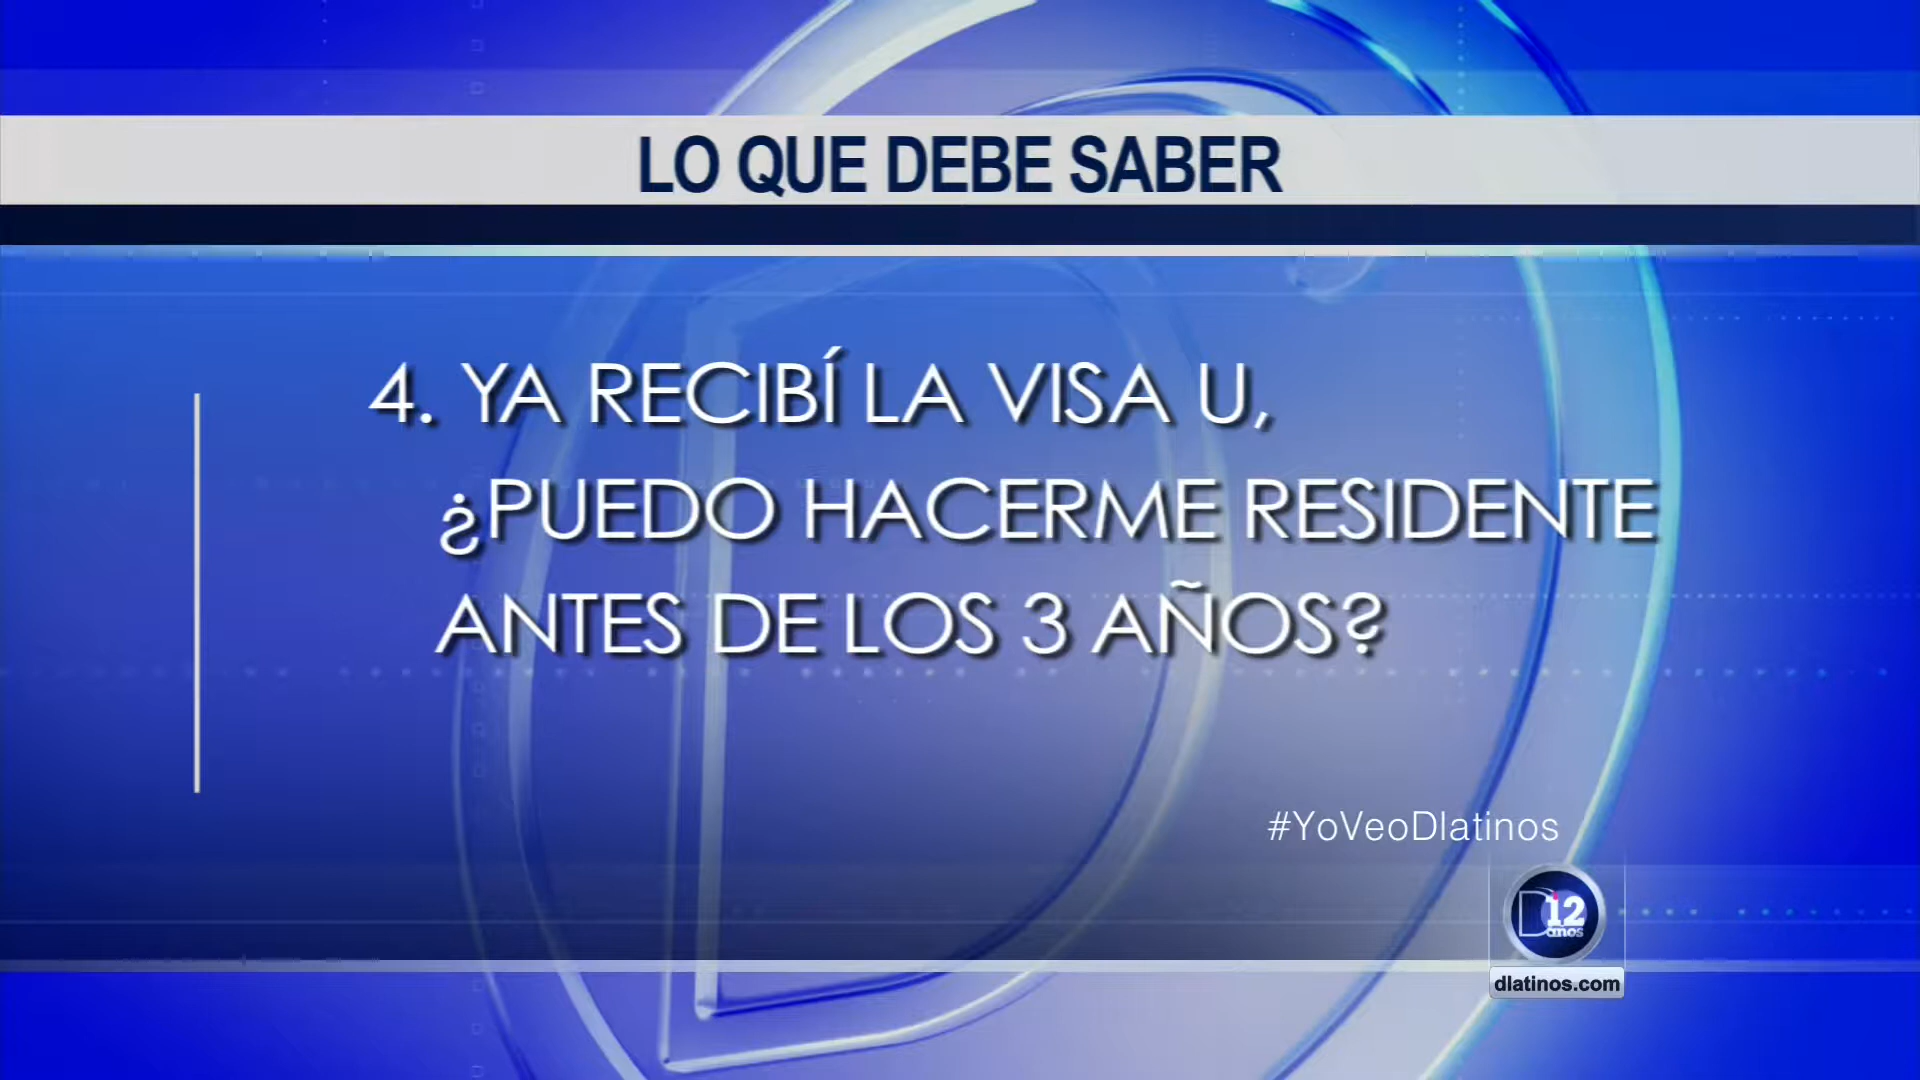 LO QUE DEBE SABER
4. YA RECIBÍ LA VISA U,
¿PUEDO HACERME RESIDENTE
ANTES DE LOS 3 AÑOS?
#YoVeoDlatinos
D12
años
dlatinos.com